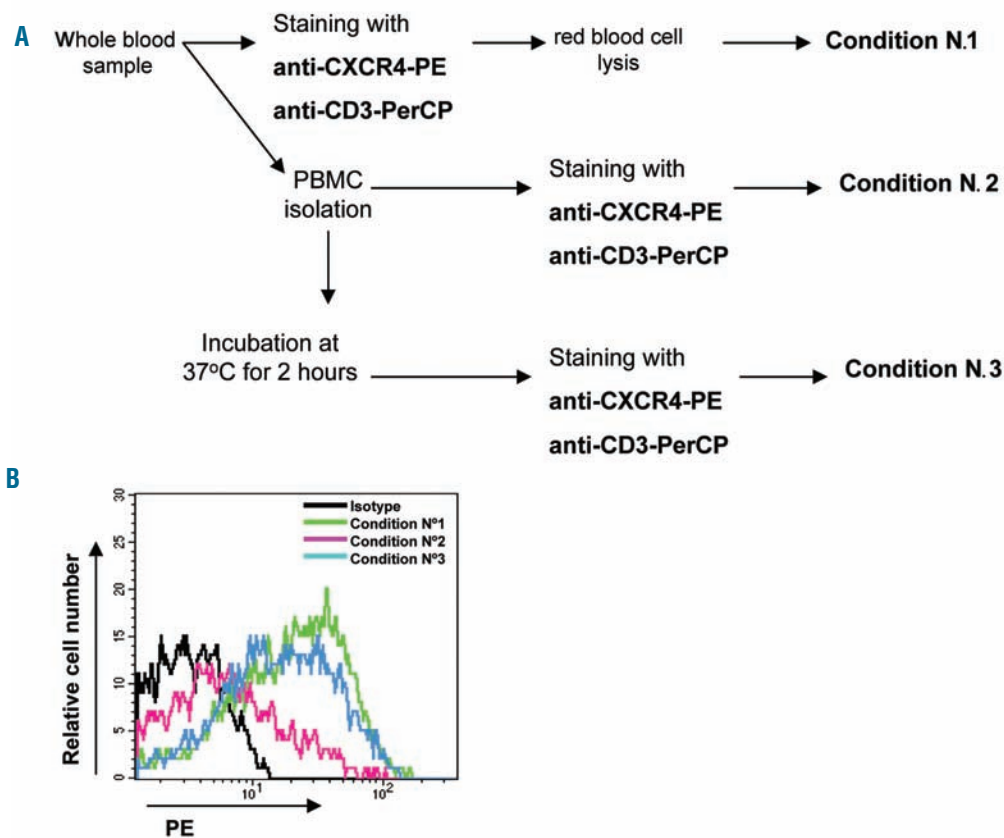 A
Whole blood
sample
Staining with
anti-CXCR4-PE
anti-CD3-PerCP
red blood cell
lysis
Condition N.1
PBMC
isolation
Staining with
anti-CXCR4-PE
anti-CD3-PerCP
Condition N.2
Incubation at
37ºC for 2 hours
Staining with
anti-CXCR4-PE
anti-CD3-PerCP
Condition N.3
B
Relative cell number
30
25
20
15
10
5
0
Isotype
Condition Nº1
Condition Nº2
Condition Nº3
10¹
10²
PE